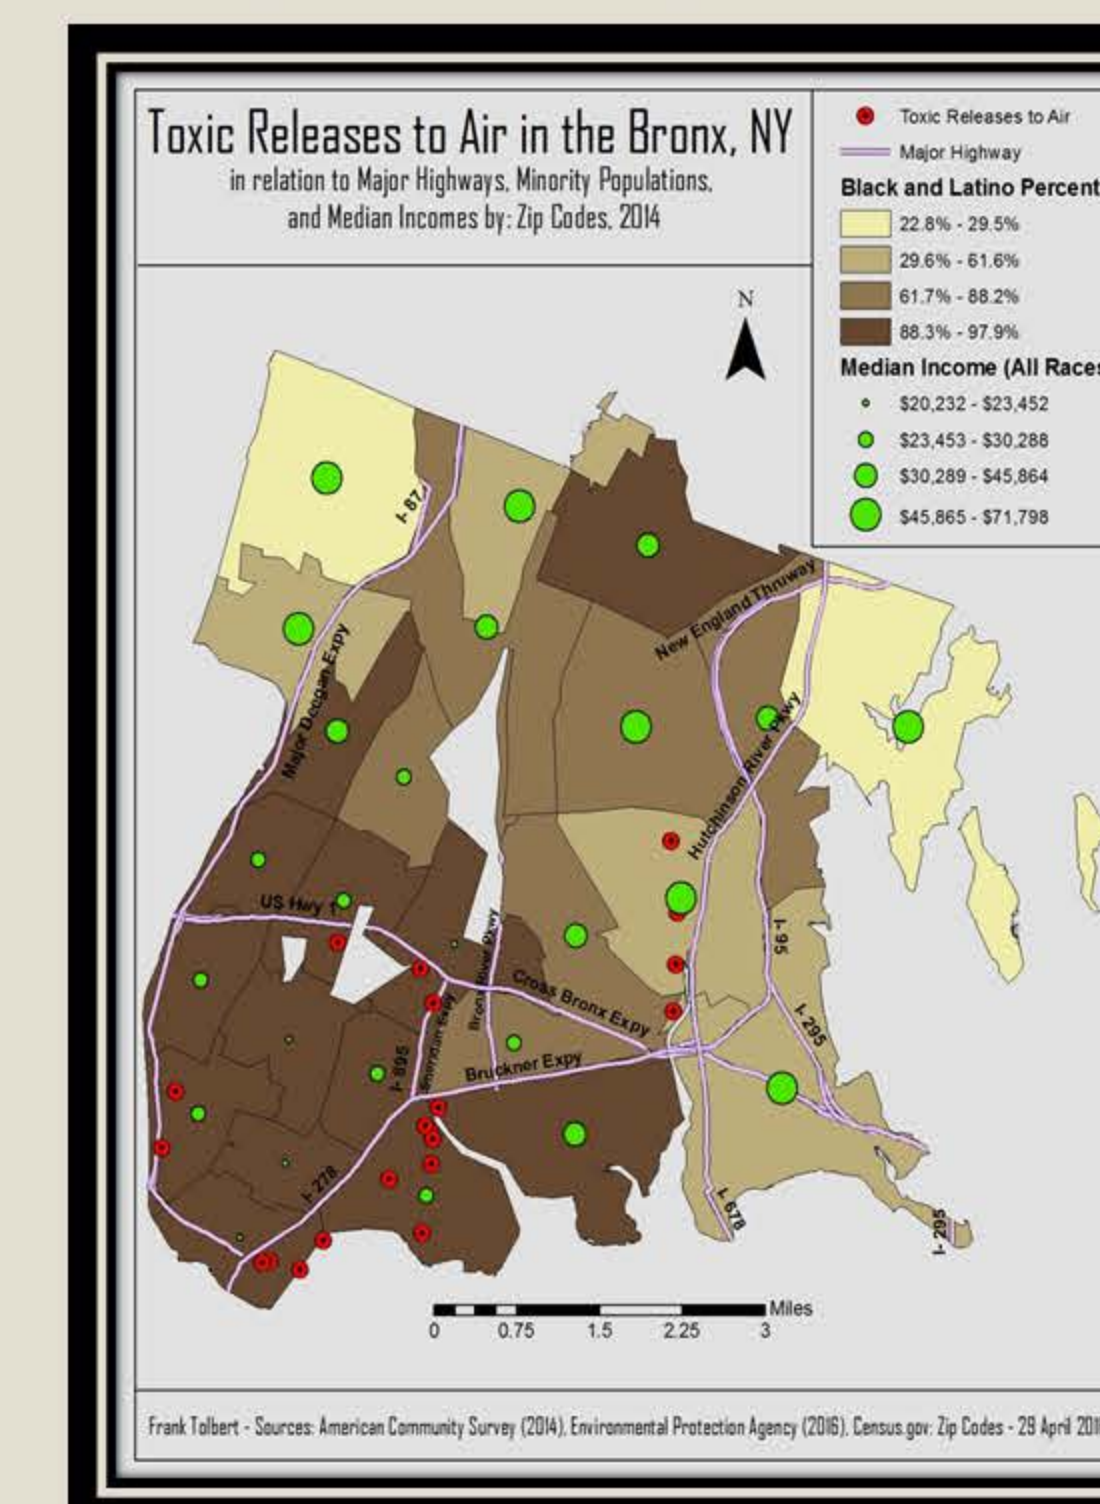 Toxic Releases to Air in the Bronx, NY
in relation to Major Highways, Minority Populations,
and Median Incomes by: Zip Codes, 2014
Toxic Releases to Air
Major Highway
Black and Latino Percent
22.8% - 29.5%
29.6% - 61.6%
61.7% - 88.2%
88.3% - 97.9%
Median Income (All Races
$20,232 - $23,452
$23,453 - $30,288
$30,289 - $45,864
$45,865 - $71,798
N
I- 87
New England Thruway
Major Deegan Expy
Hutchinson River Pkwy
US Hwy 1
Bronx River Pkwy
I- 95
Cross Bronx Expy
I- 295
Sheridan Expy
I- 895
Bruckner Expy
I- 278
I- 678
I- 295
Miles
0 0.75 1.5 2.25 3
Frank Tolbert - Sources: American Community Survey (2014), Environmental Protection Agency (2016), Census.gov: Zip Codes - 29 April